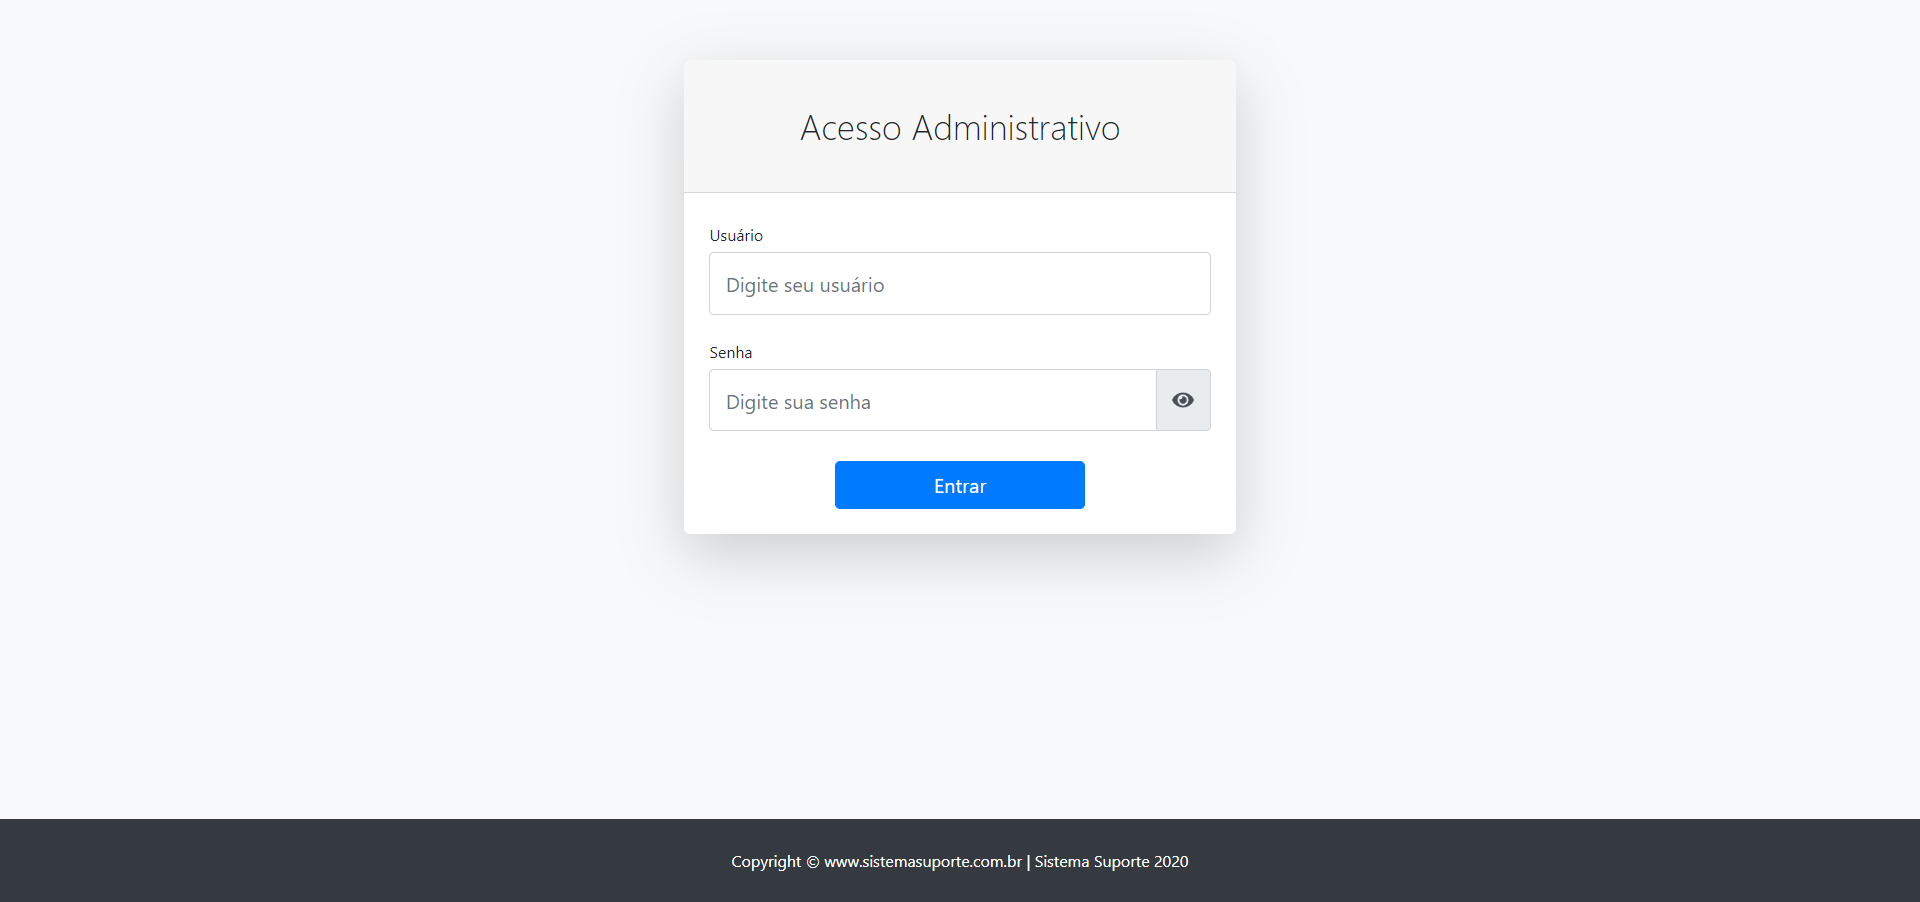 Acesso Administrativo
Usuário
Digite seu usuário
Senha
Digite sua senha
Entrar
Copyright © www.sistemasuporte.com.br | Sistema Suporte 2020